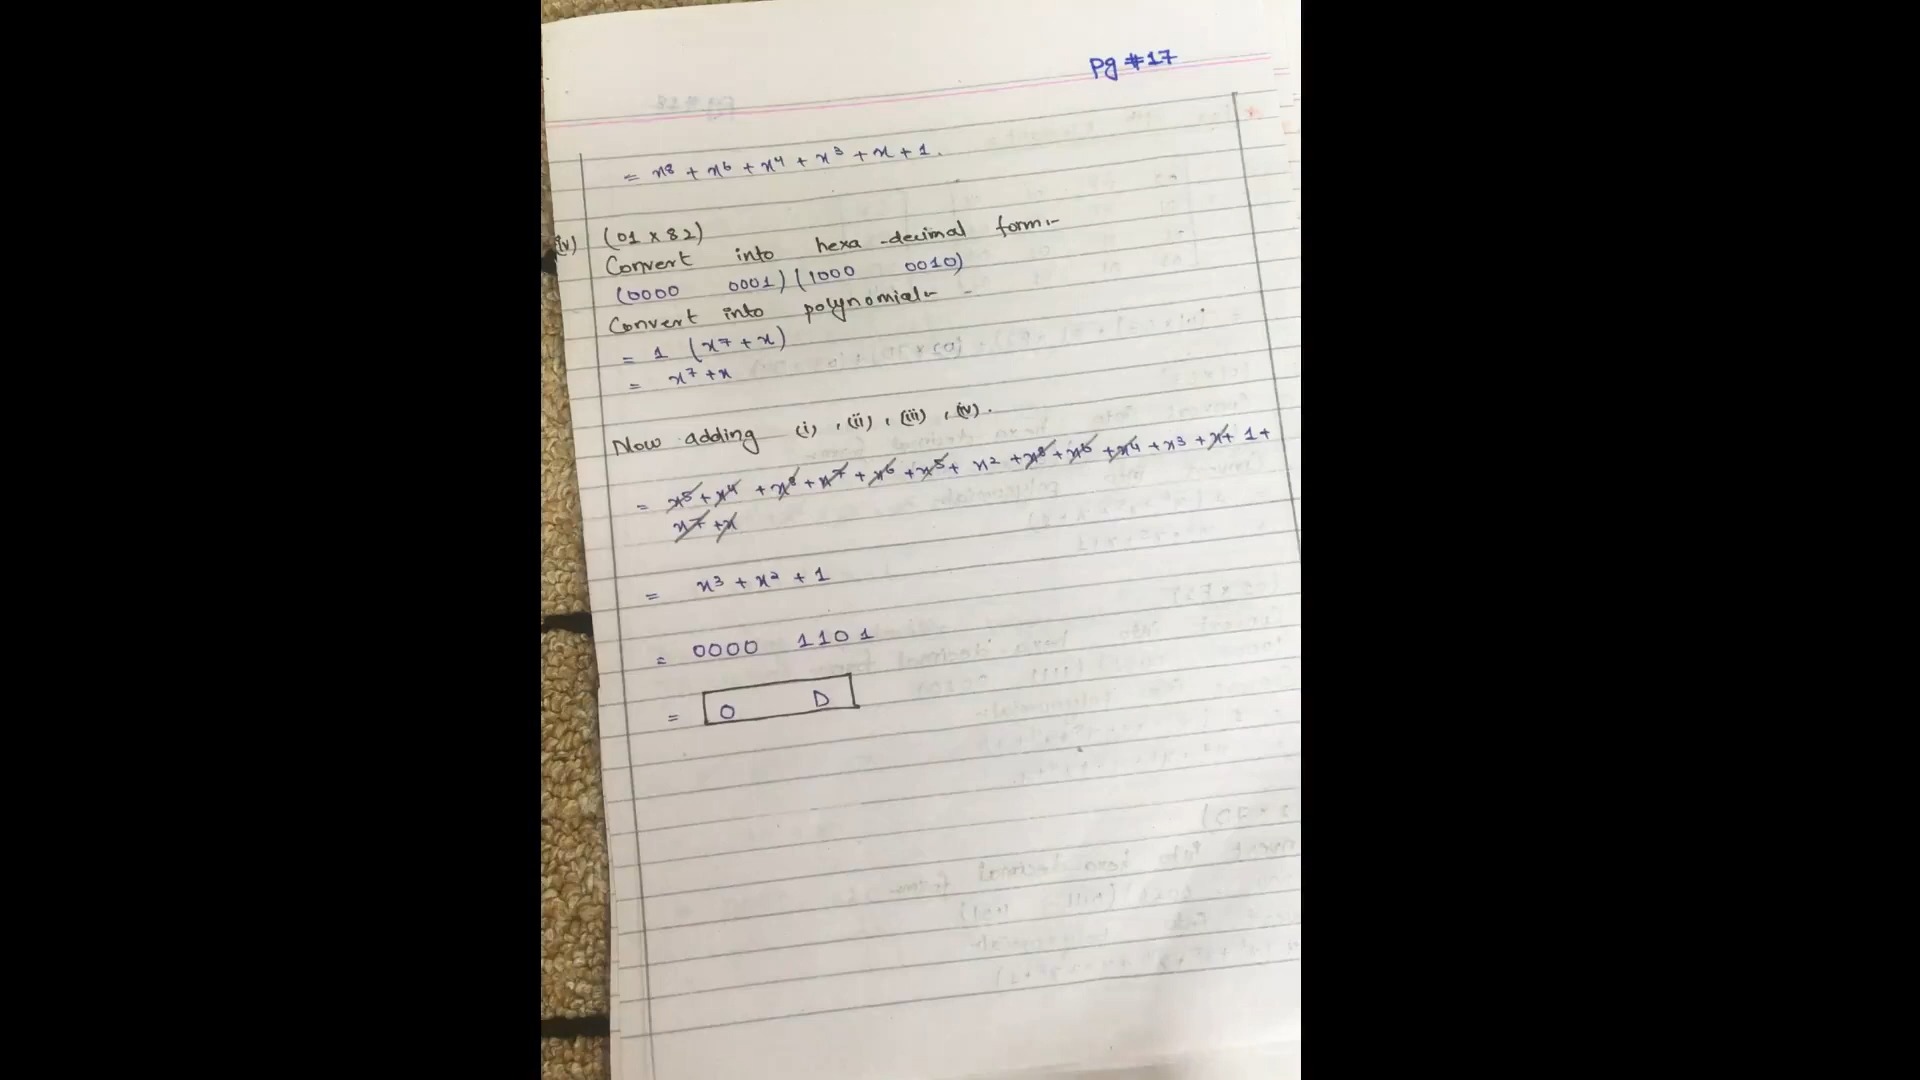 Pg #17
= x⁸ + x⁶ + x⁴ + x³ + x + 1.
(iv) (01 x 82)
Convert into hexa-decimal form:-
(0000 0001) (1000 0010)
Convert into polynomial:-
= 1 (x⁷ + x)
= x⁷ + x
Now adding (i), (ii), (iii), (iv).
= x⁵ + x⁴ + x⁸ + x⁷ + x⁶ + x⁵ + x² + x⁸ + x⁶ + x⁴ + x³ + x + 1 +
x⁷ + x
= x³ + x² + 1
= 0000 1101
= 0 D